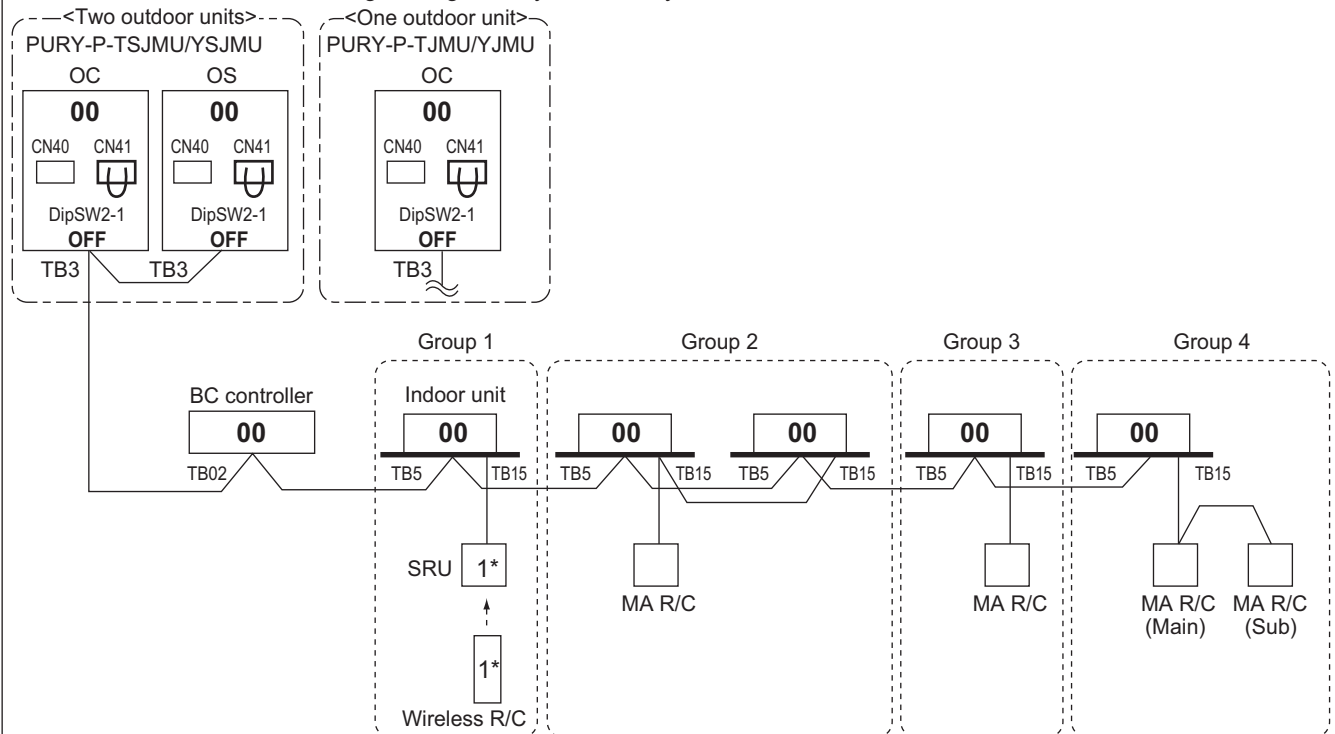 <Two outdoor units>
<One outdoor unit>
PURY-P-TSJMU/YSJMU
PURY-P-TJMU/YJMU
OC
OS
OC
00
00
00
CN40
CN41
CN40
CN41
CN40
CN41
DipSW2-1
DipSW2-1
DipSW2-1
OFF
OFF
OFF
TB3
TB3
TB3
Group 1
Group 2
Group 3
Group 4
BC controller
Indoor unit
00
00
00
00
00
00
TB02
TB5
TB15
TB5
TB15
TB5
TB15
TB5
TB15
TB5
TB15
SRU
1*
MA R/C
MA R/C
MA R/C
(Main)
MA R/C
(Sub)
1*
Wireless R/C